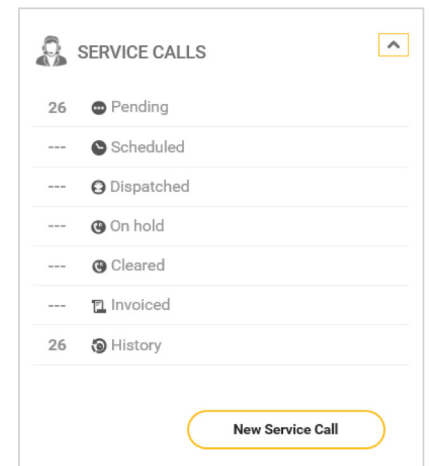 SERVICE CALLS
26 Pending
--- Scheduled
--- Dispatched
--- On hold
--- Cleared
--- Invoiced
26 History
New Service Call